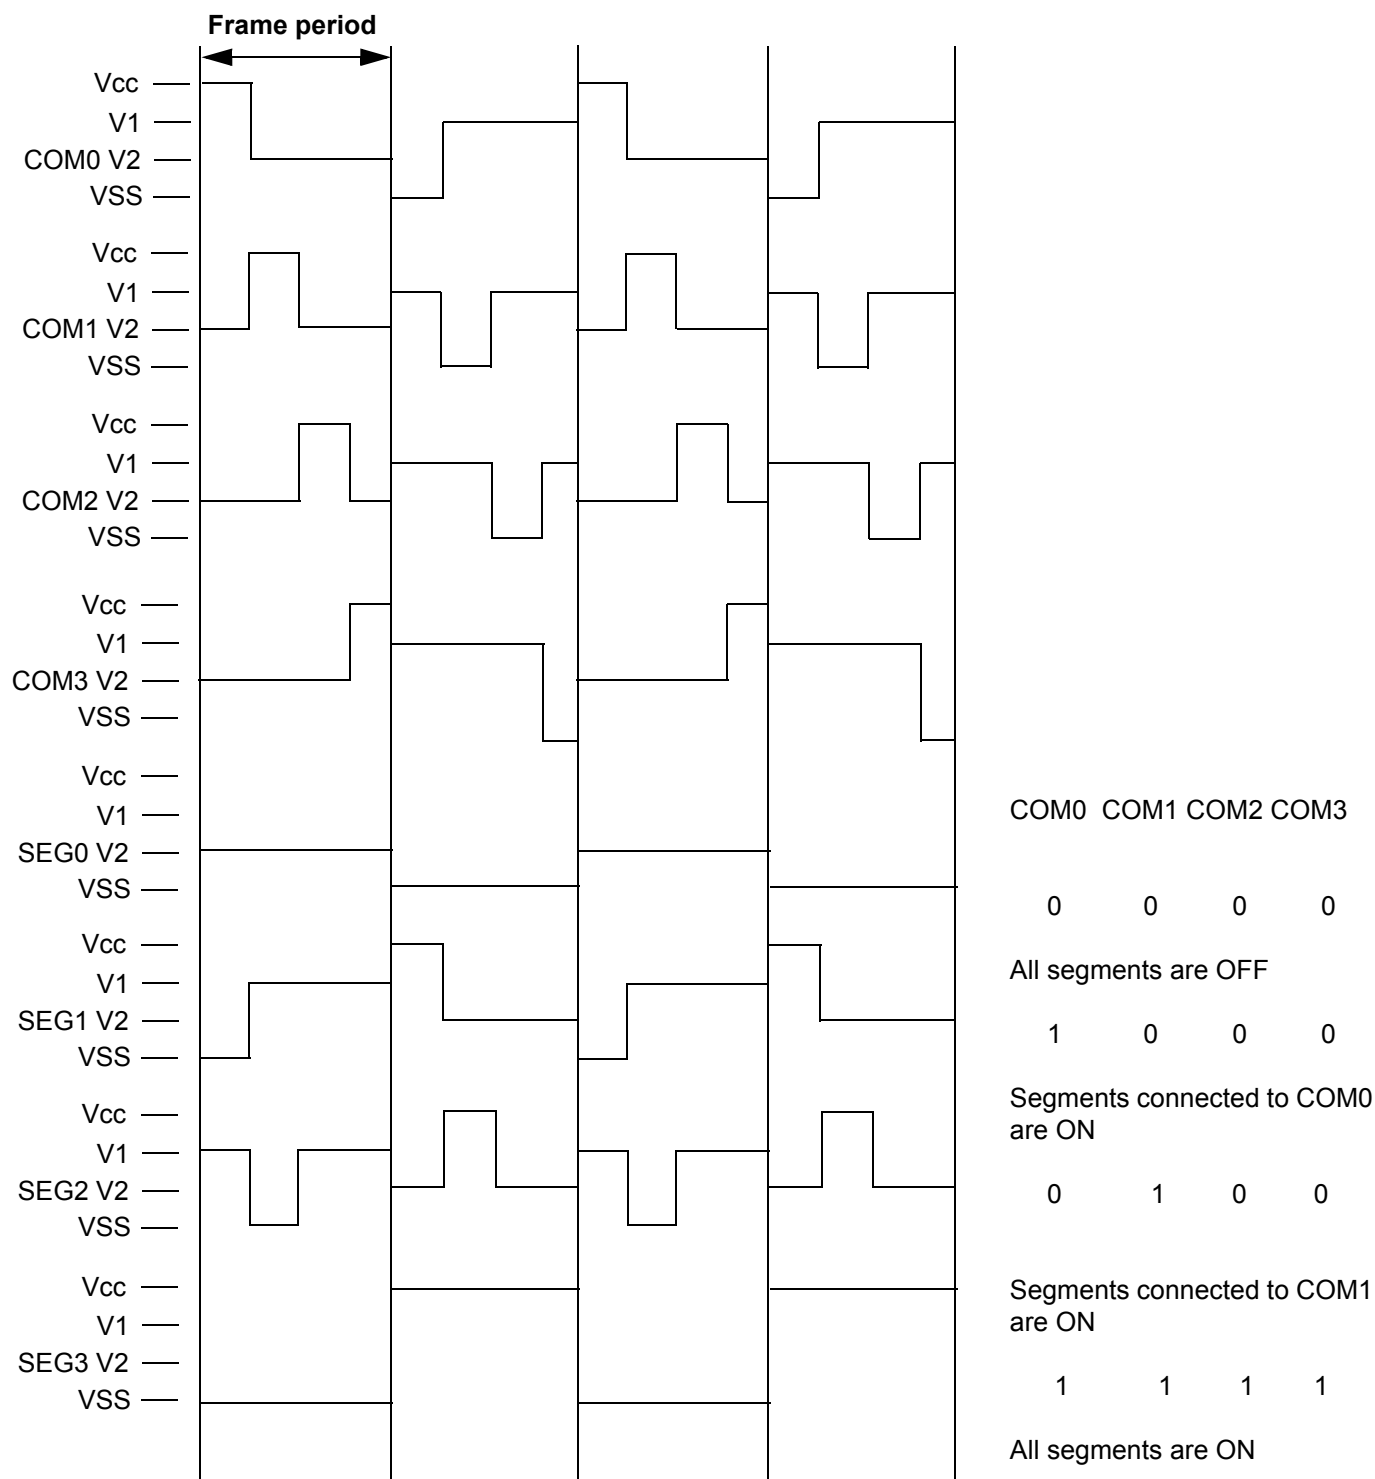 Frame period
Vcc
V1
COM0 V2
VSS
Vcc
V1
COM1 V2
VSS
Vcc
V1
COM2 V2
VSS
Vcc
V1
COM3 V2
VSS
Vcc
V1
SEG0 V2
VSS
Vcc
V1
SEG1 V2
VSS
Vcc
V1
SEG2 V2
VSS
Vcc
V1
SEG3 V2
VSS
COM0 COM1 COM2 COM3
0 0 0 0
All segments are OFF
1 0 0 0
Segments connected to COM0
are ON
0 1 0 0
Segments connected to COM1
are ON
1 1 1 1
All segments are ON